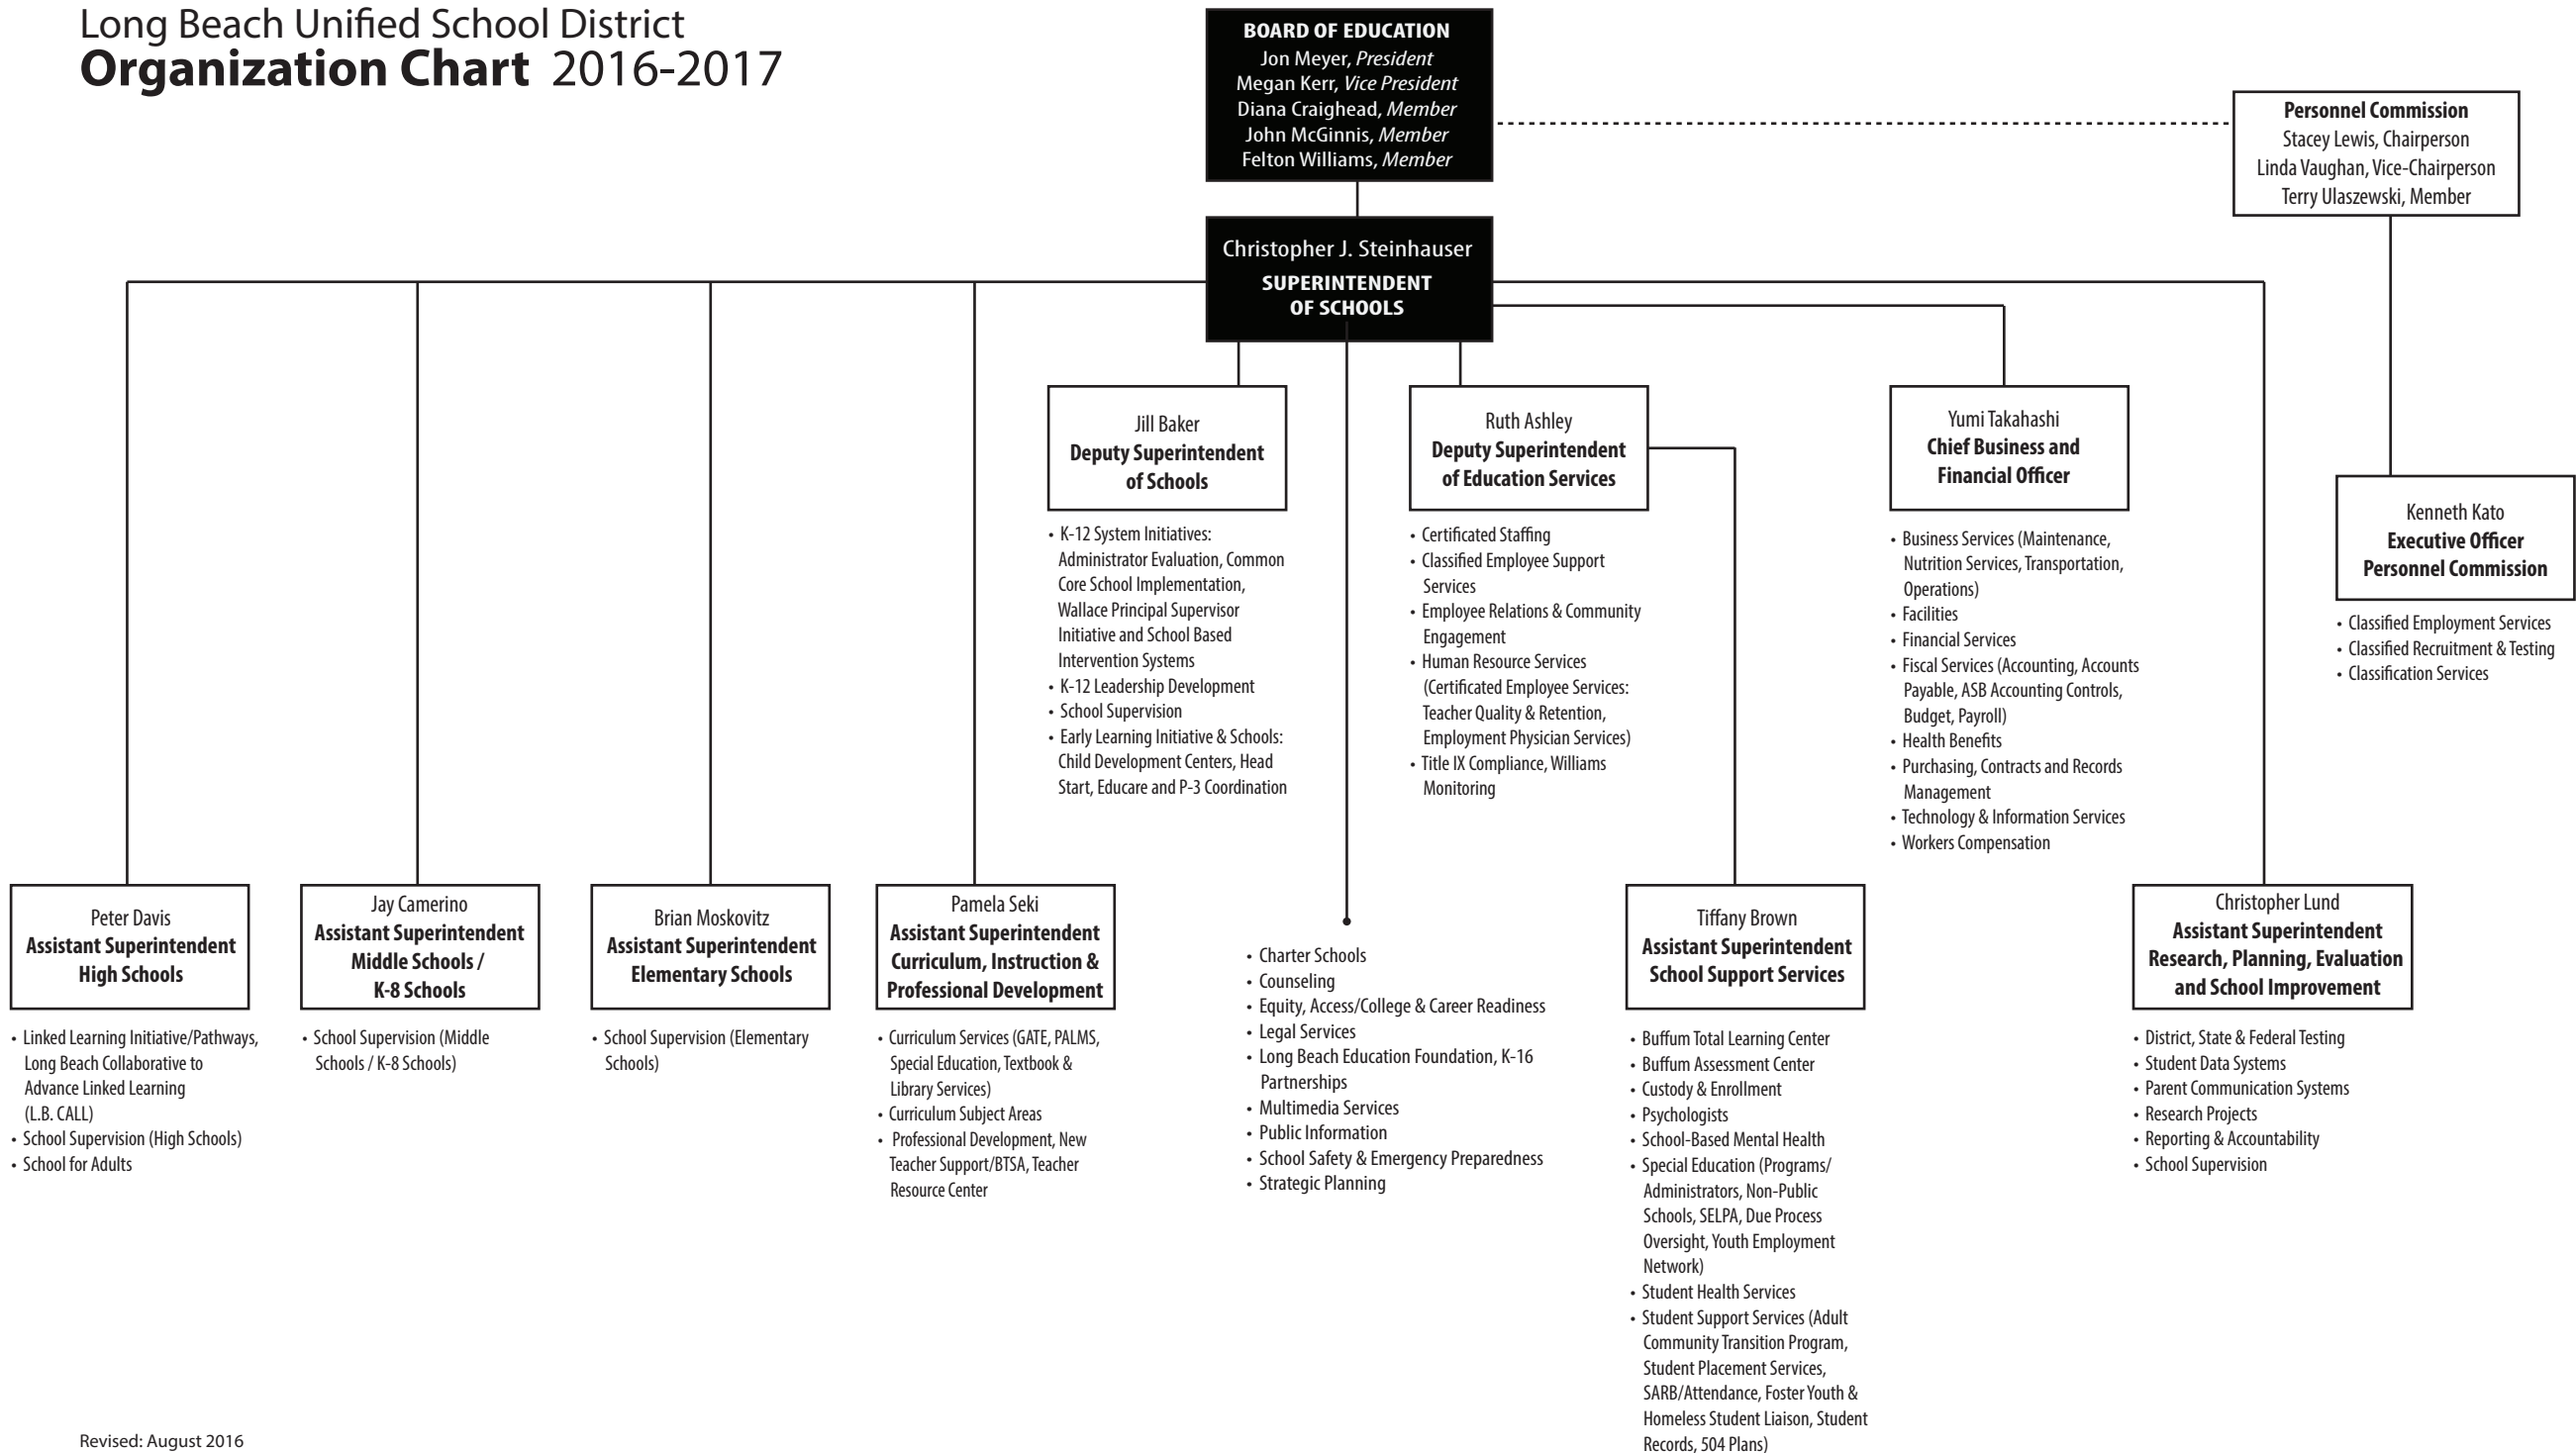 Long Beach Unified School District
Organization Chart 2016-2017
BOARD OF EDUCATION
Jon Meyer, President
Megan Kerr, Vice President
Diana Craighead, Member
John McGinnis, Member
Felton Williams, Member
Personnel Commission
Stacey Lewis, Chairperson
Linda Vaughan, Vice-Chairperson
Terry Ulaszewski, Member
Christopher J. Steinhauser
SUPERINTENDENT
OF SCHOOLS
Jill Baker
Deputy Superintendent
of Schools
• K-12 System Initiatives:
Administrator Evaluation, Common
Core School Implementation,
Wallace Principal Supervisor
Initiative and School Based
Intervention Systems
• K-12 Leadership Development
• School Supervision
• Early Learning Initiative & Schools:
Child Development Centers, Head
Start, Educare and P-3 Coordination
Ruth Ashley
Deputy Superintendent
of Education Services
• Certificated Staffing
• Classified Employee Support
Services
• Employee Relations & Community
Engagement
• Human Resource Services
(Certificated Employee Services:
Teacher Quality & Retention,
Employment Physician Services)
• Title IX Compliance, Williams
Monitoring
Yumi Takahashi
Chief Business and
Financial Officer
• Business Services (Maintenance,
Nutrition Services, Transportation,
Operations)
• Facilities
• Financial Services
• Fiscal Services (Accounting, Accounts
Payable, ASB Accounting Controls,
Budget, Payroll)
• Health Benefits
• Purchasing, Contracts and Records
Management
• Technology & Information Services
• Workers Compensation
Kenneth Kato
Executive Officer
Personnel Commission
• Classified Employment Services
• Classified Recruitment & Testing
• Classification Services
Peter Davis
Assistant Superintendent
High Schools
• Linked Learning Initiative/Pathways,
Long Beach Collaborative to
Advance Linked Learning
(L.B. CALL)
• School Supervision (High Schools)
• School for Adults
Jay Camerino
Assistant Superintendent
Middle Schools /
K-8 Schools
• School Supervision (Middle
Schools / K-8 Schools)
Brian Moskovitz
Assistant Superintendent
Elementary Schools
• School Supervision (Elementary
Schools)
Pamela Seki
Assistant Superintendent
Curriculum, Instruction &
Professional Development
• Curriculum Services (GATE, PALMS,
Special Education, Textbook &
Library Services)
• Curriculum Subject Areas
• Professional Development, New
Teacher Support/BTSA, Teacher
Resource Center
• Charter Schools
• Counseling
• Equity, Access/College & Career Readiness
• Legal Services
• Long Beach Education Foundation, K-16
Partnerships
• Multimedia Services
• Public Information
• School Safety & Emergency Preparedness
• Strategic Planning
Tiffany Brown
Assistant Superintendent
School Support Services
• Buffum Total Learning Center
• Buffum Assessment Center
• Custody & Enrollment
• Psychologists
• School-Based Mental Health
• Special Education (Programs/
Administrators, Non-Public
Schools, SELPA, Due Process
Oversight, Youth Employment
Network)
• Student Health Services
• Student Support Services (Adult
Community Transition Program,
Student Placement Services,
SARB/Attendance, Foster Youth &
Homeless Student Liaison, Student
Records, 504 Plans)
Christopher Lund
Assistant Superintendent
Research, Planning, Evaluation
and School Improvement
• District, State & Federal Testing
• Student Data Systems
• Parent Communication Systems
• Research Projects
• Reporting & Accountability
• School Supervision
Revised: August 2016